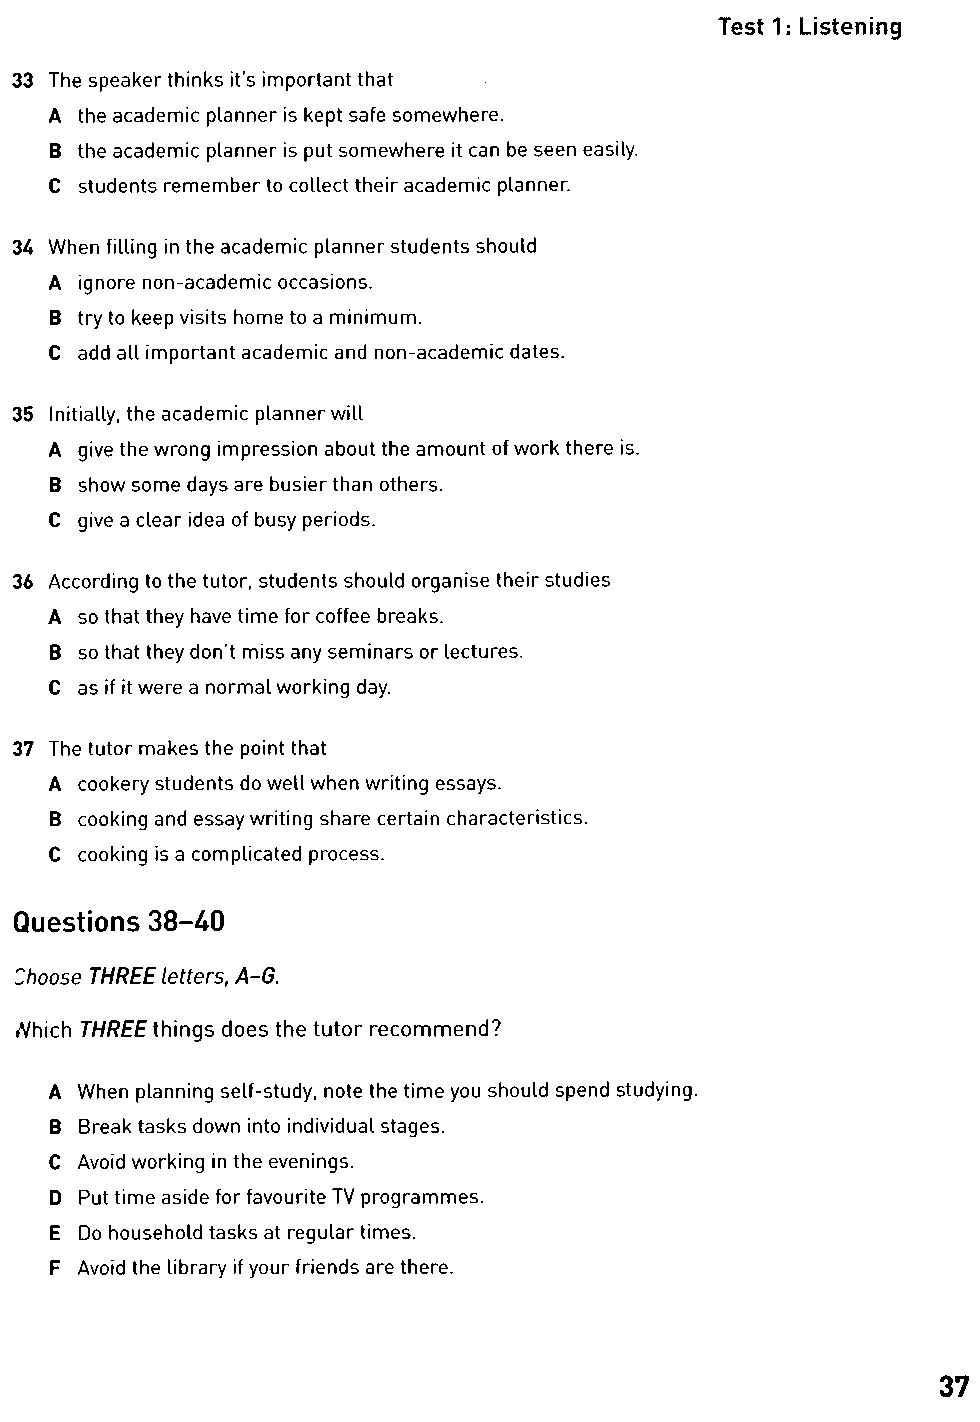 Test 1: Listening
33 The speaker thinks it's important that
A the academic planner is kept safe somewhere.
B the academic planner is put somewhere it can be seen easily.
C students remember to collect their academic planner.
34 When filling in the academic planner students should
A ignore non-academic occasions.
B try to keep visits home to a minimum.
C add all important academic and non-academic dates.
35 Initially, the academic planner will
A give the wrong impression about the amount of work there is.
B show some days are busier than others.
C give a clear idea of busy periods.
36 According to the tutor, students should organise their studies
A so that they have time for coffee breaks.
B so that they don't miss any seminars or lectures.
C as if it were a normal working day.
37 The tutor makes the point that
A cookery students do well when writing essays.
B cooking and essay writing share certain characteristics.
C cooking is a complicated process.
Questions 38–40
Choose THREE letters, A–G.
Which THREE things does the tutor recommend?
A When planning self-study, note the time you should spend studying.
B Break tasks down into individual stages.
C Avoid working in the evenings.
D Put time aside for favourite TV programmes.
E Do household tasks at regular times.
F Avoid the library if your friends are there.
37